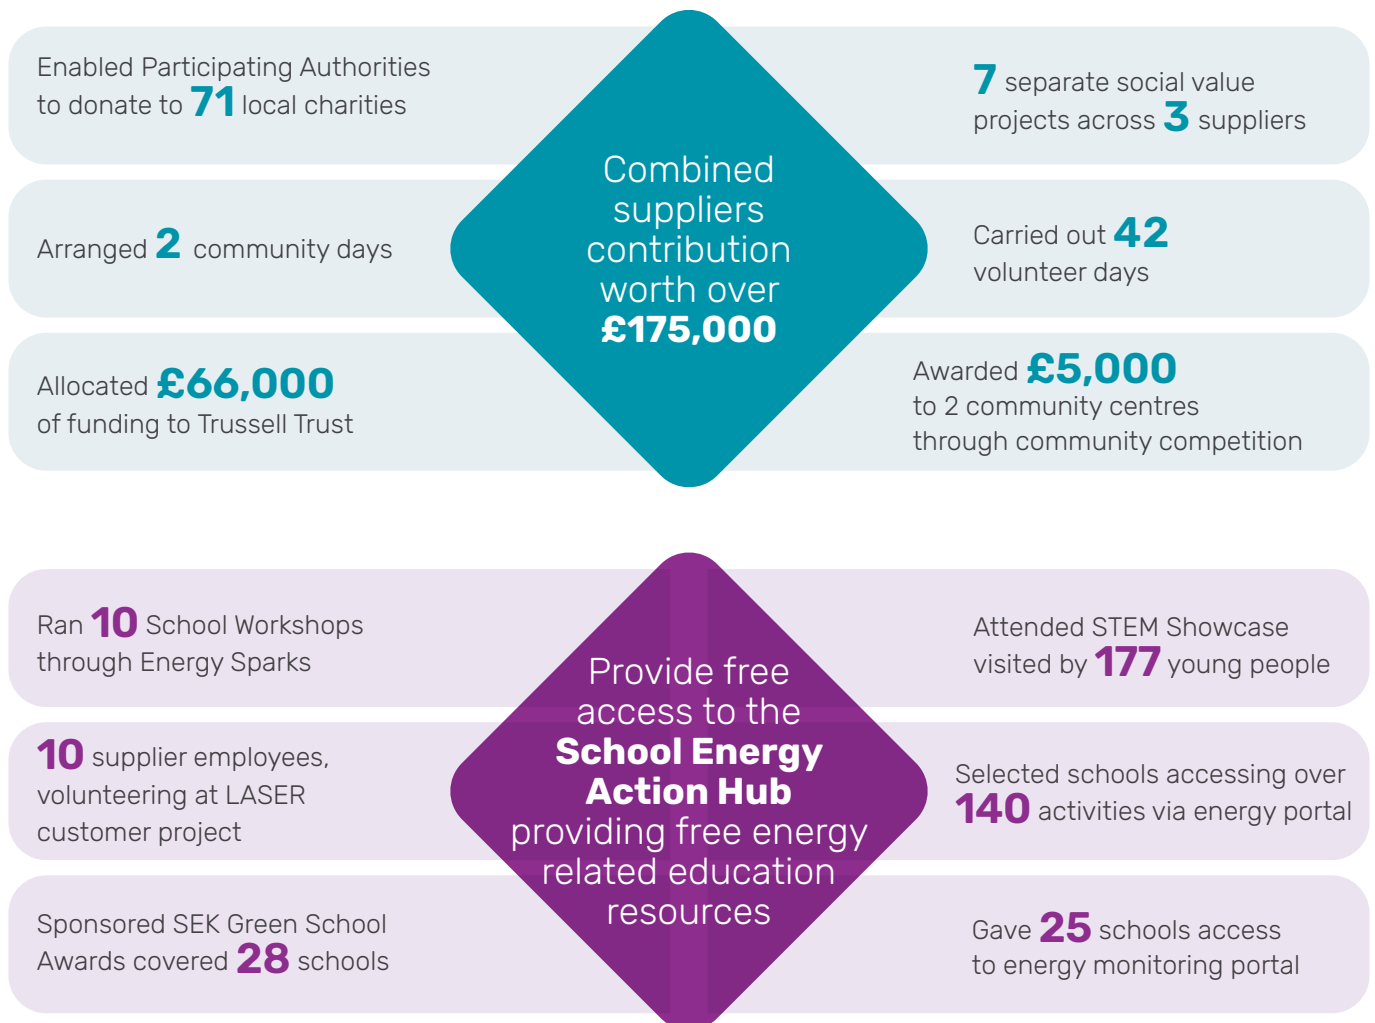 Enabled Participating Authorities
to donate to 71 local charities
Arranged 2 community days
Allocated £66,000
of funding to Trussell Trust
Combined
suppliers
contribution
worth over
£175,000
7 separate social value
projects across 3 suppliers
Carried out 42
volunteer days
Awarded £5,000
to 2 community centres
through community competition
Ran 10 School Workshops
through Energy Sparks
10 supplier employees,
volunteering at LASER
customer project
Sponsored SEK Green School
Awards covered 28 schools
Provide free
access to the
School Energy
Action Hub
providing free energy
related education
resources
Attended STEM Showcase
visited by 177 young people
Selected schools accessing over
140 activities via energy portal
Gave 25 schools access
to energy monitoring portal